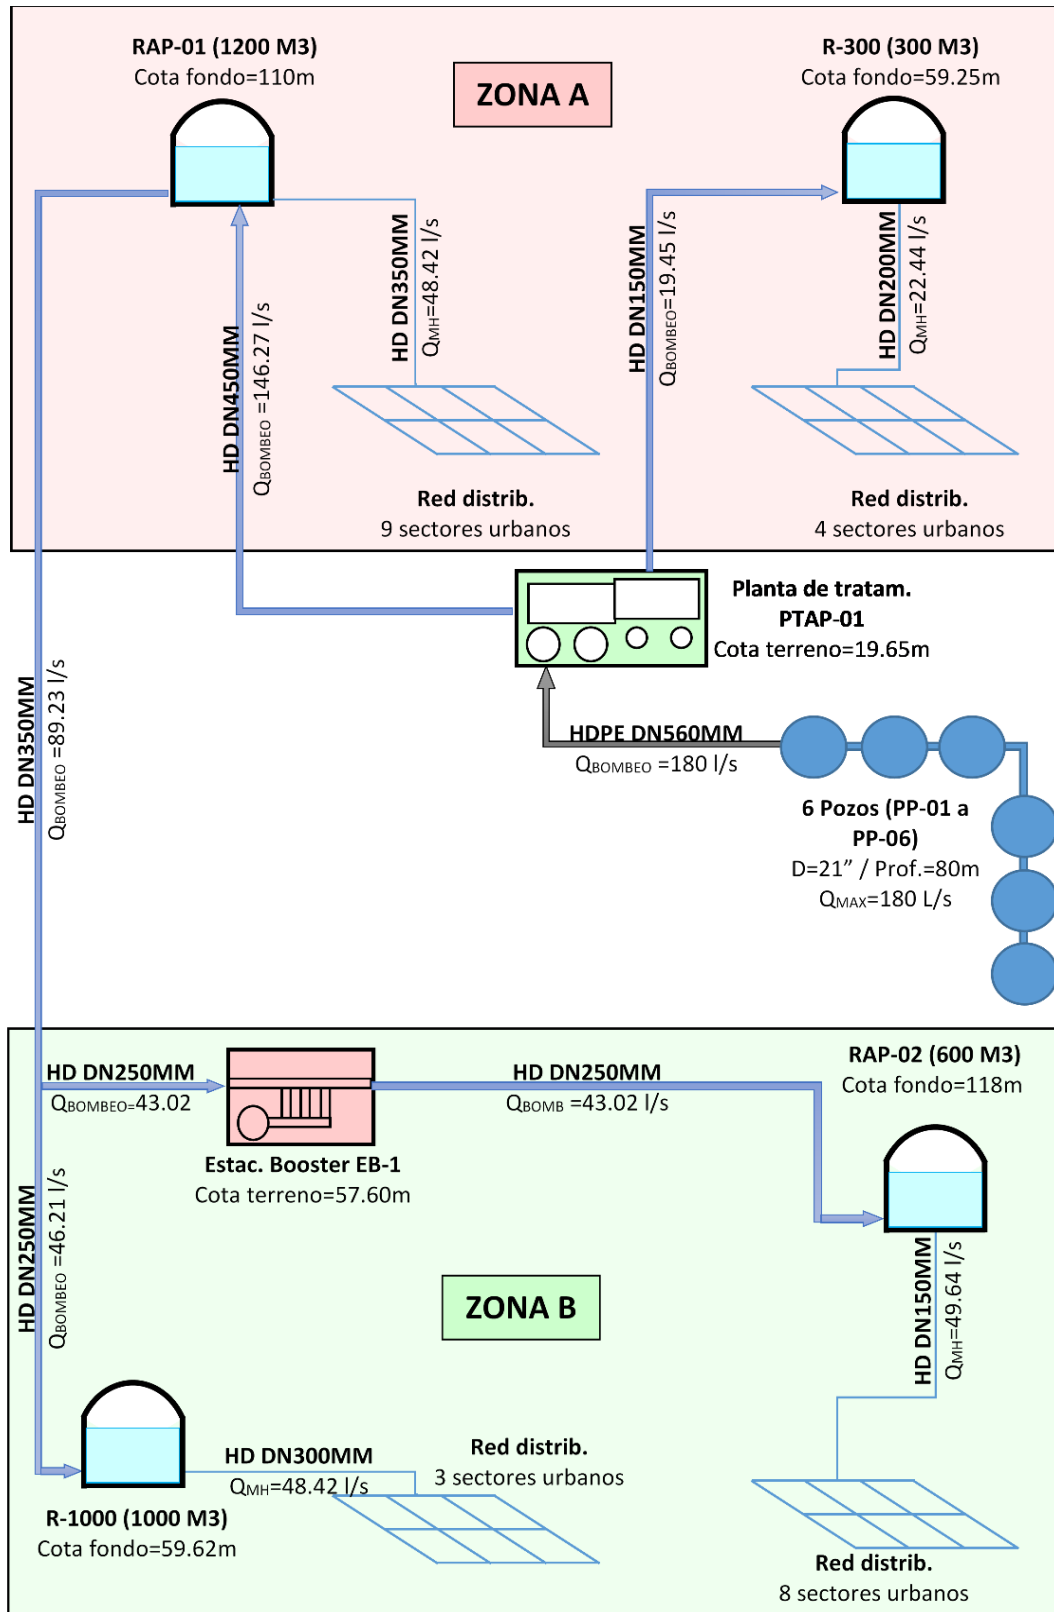 RAP-01 (1200 M3)
Cota fondo=110m
ZONA A
R-300 (300 M3)
Cota fondo=59.25m
HD DN350MM
QMH=48.42 l/s
HD DN150MM
QBOMBEO=19.45 l/s
HD DN200MM
QMH=22.44 l/s
HD DN450MM
QBOMBEO =146.27 l/s
Red distrib.
9 sectores urbanos
Red distrib.
4 sectores urbanos
Planta de tratam.
PTAP-01
Cota terreno=19.65m
HD DN350MM
QBOMBEO =89.23 l/s
HDPE DN560MM
QBOMBEO =180 l/s
6 Pozos (PP-01 a
PP-06)
D=21” / Prof.=80m
QMAX=180 L/s
HD DN250MM
QBOMBEO=43.02
HD DN250MM
QBOMB =43.02 l/s
RAP-02 (600 M3)
Cota fondo=118m
Estac. Booster EB-1
Cota terreno=57.60m
HD DN250MM
QBOMBEO =46.21 l/s
ZONA B
HD DN150MM
QMH=49.64 l/s
HD DN300MM
QMH=48.42 l/s
Red distrib.
3 sectores urbanos
R-1000 (1000 M3)
Cota fondo=59.62m
Red distrib.
8 sectores urbanos